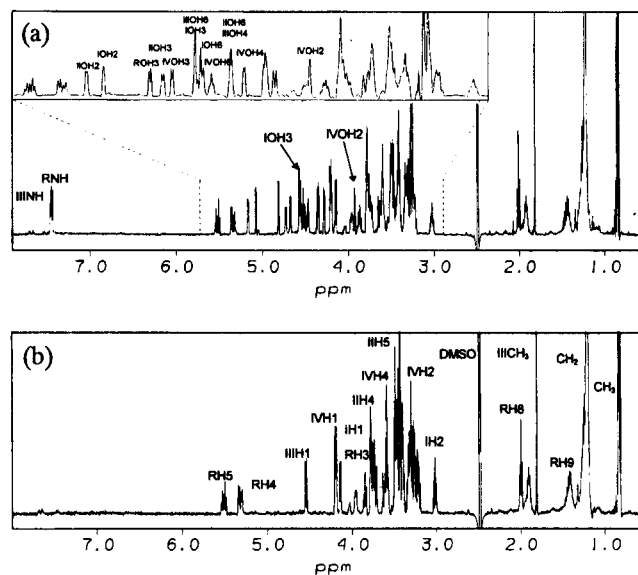 (a)
IIOH2 IOH2
IIOH3
ROH3 IVOH3
IIIOH6
IOH3
IOH6
IVOH6
IIOH6
IIIOH4
IVOH4
IVOH2
IIINH RNH
IOH3
IVOH2
7.0 6.0 5.0 4.0 3.0 2.0 1.0
ppm ppm
(b)
RH5
RH4
IIIH1
IVH1
IH1
RH3
IIH4
IVH4
IIH5
IVH2
IH2
DMSO
IIICH₃
RH8
RH9
CH₂
CH₃
7.0 6.0 5.0 4.0 3.0 2.0 1.0
ppm ppm